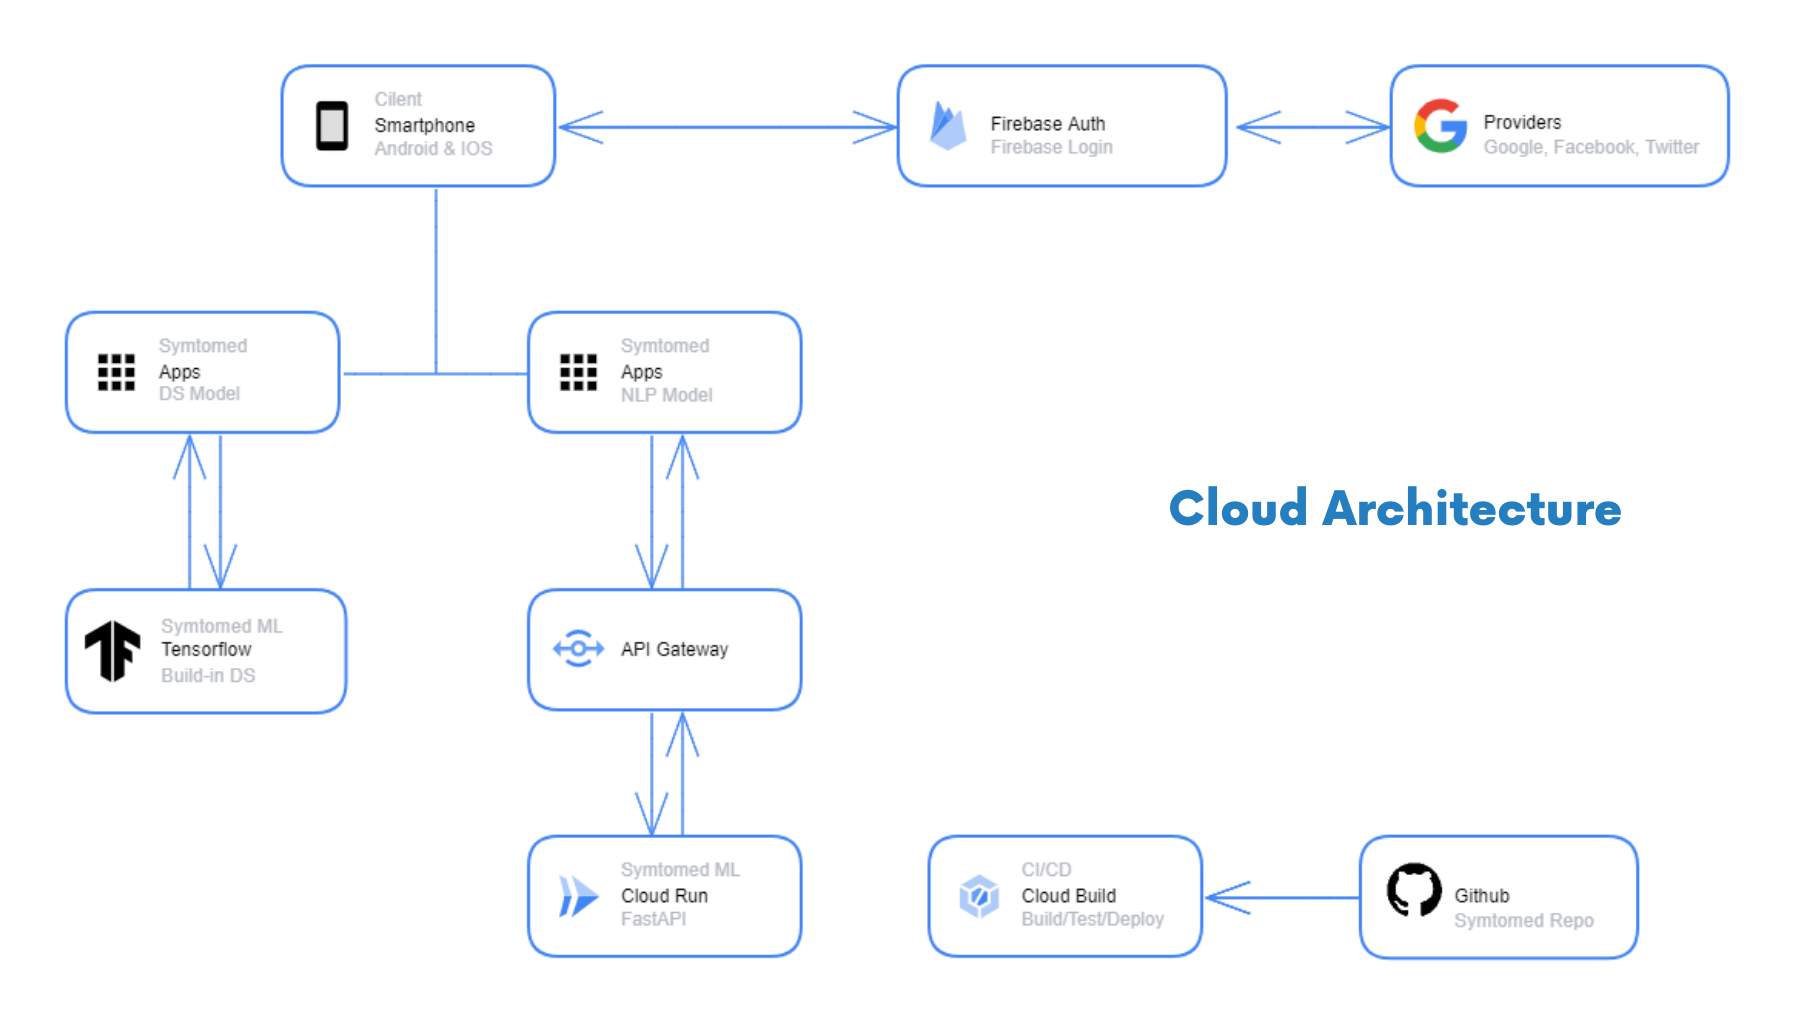 Cilent
Smartphone
Android & IOS
Firebase Auth
Firebase Login
Providers
Google, Facebook, Twitter
Symtomed
Apps
DS Model
Symtomed
Apps
NLP Model
Cloud Architecture
Symtomed ML
Tensorflow
Build-in DS
API Gateway
Symtomed ML
Cloud Run
FastAPI
CI/CD
Cloud Build
Build/Test/Deploy
Github
Symtomed Repo